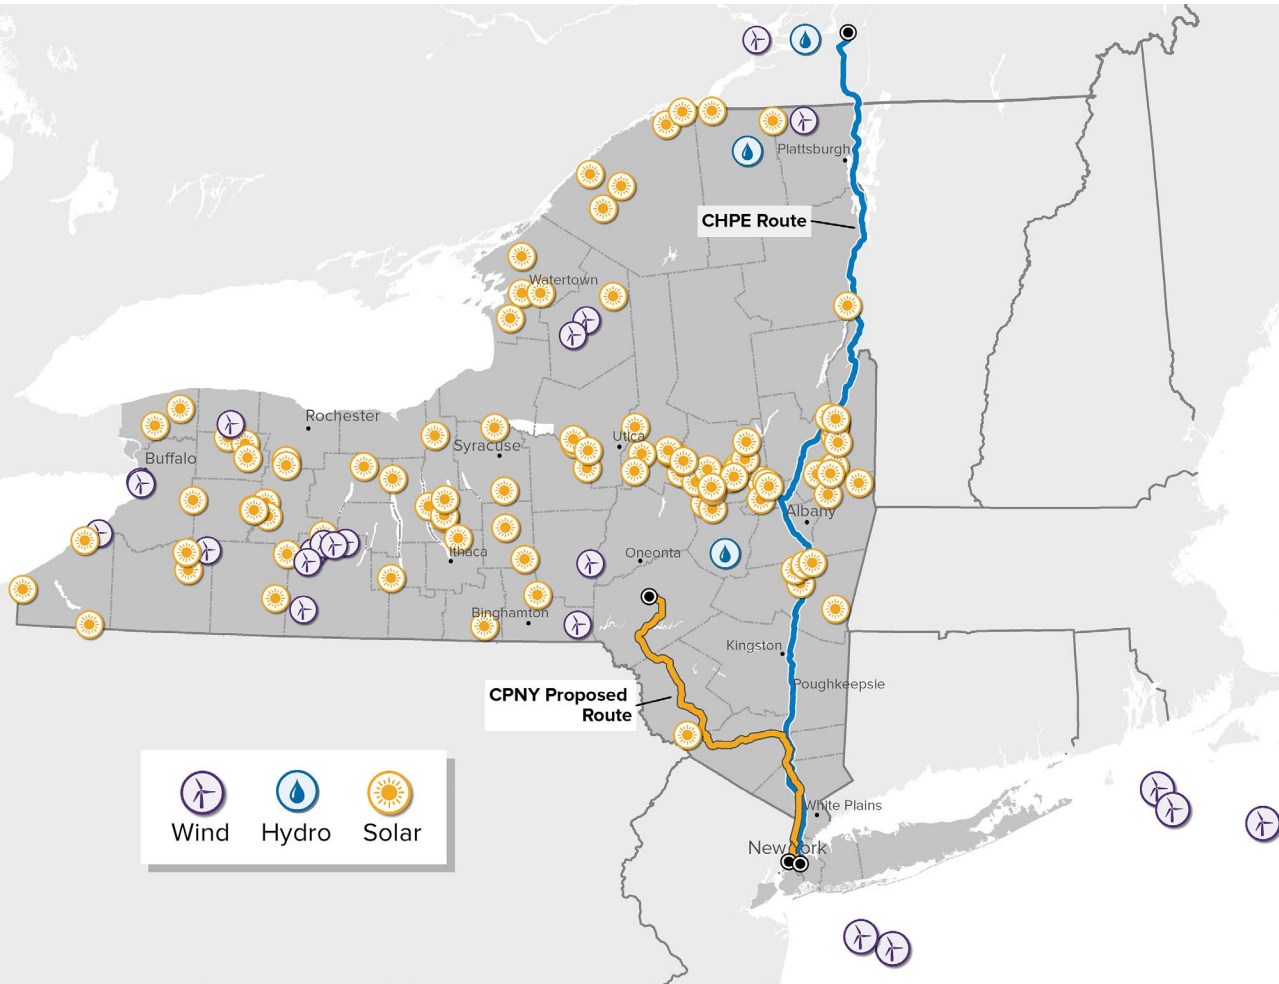 Plattsburgh
CHPE Route
Watertown
Rochester
Utica
Syracuse
Buffalo
Albany
Ithaca
Oneonta
Binghamton
Kingston
Poughkeepsie
CPNY Proposed
Route
White Plains
Wind
Hydro
Solar
New York